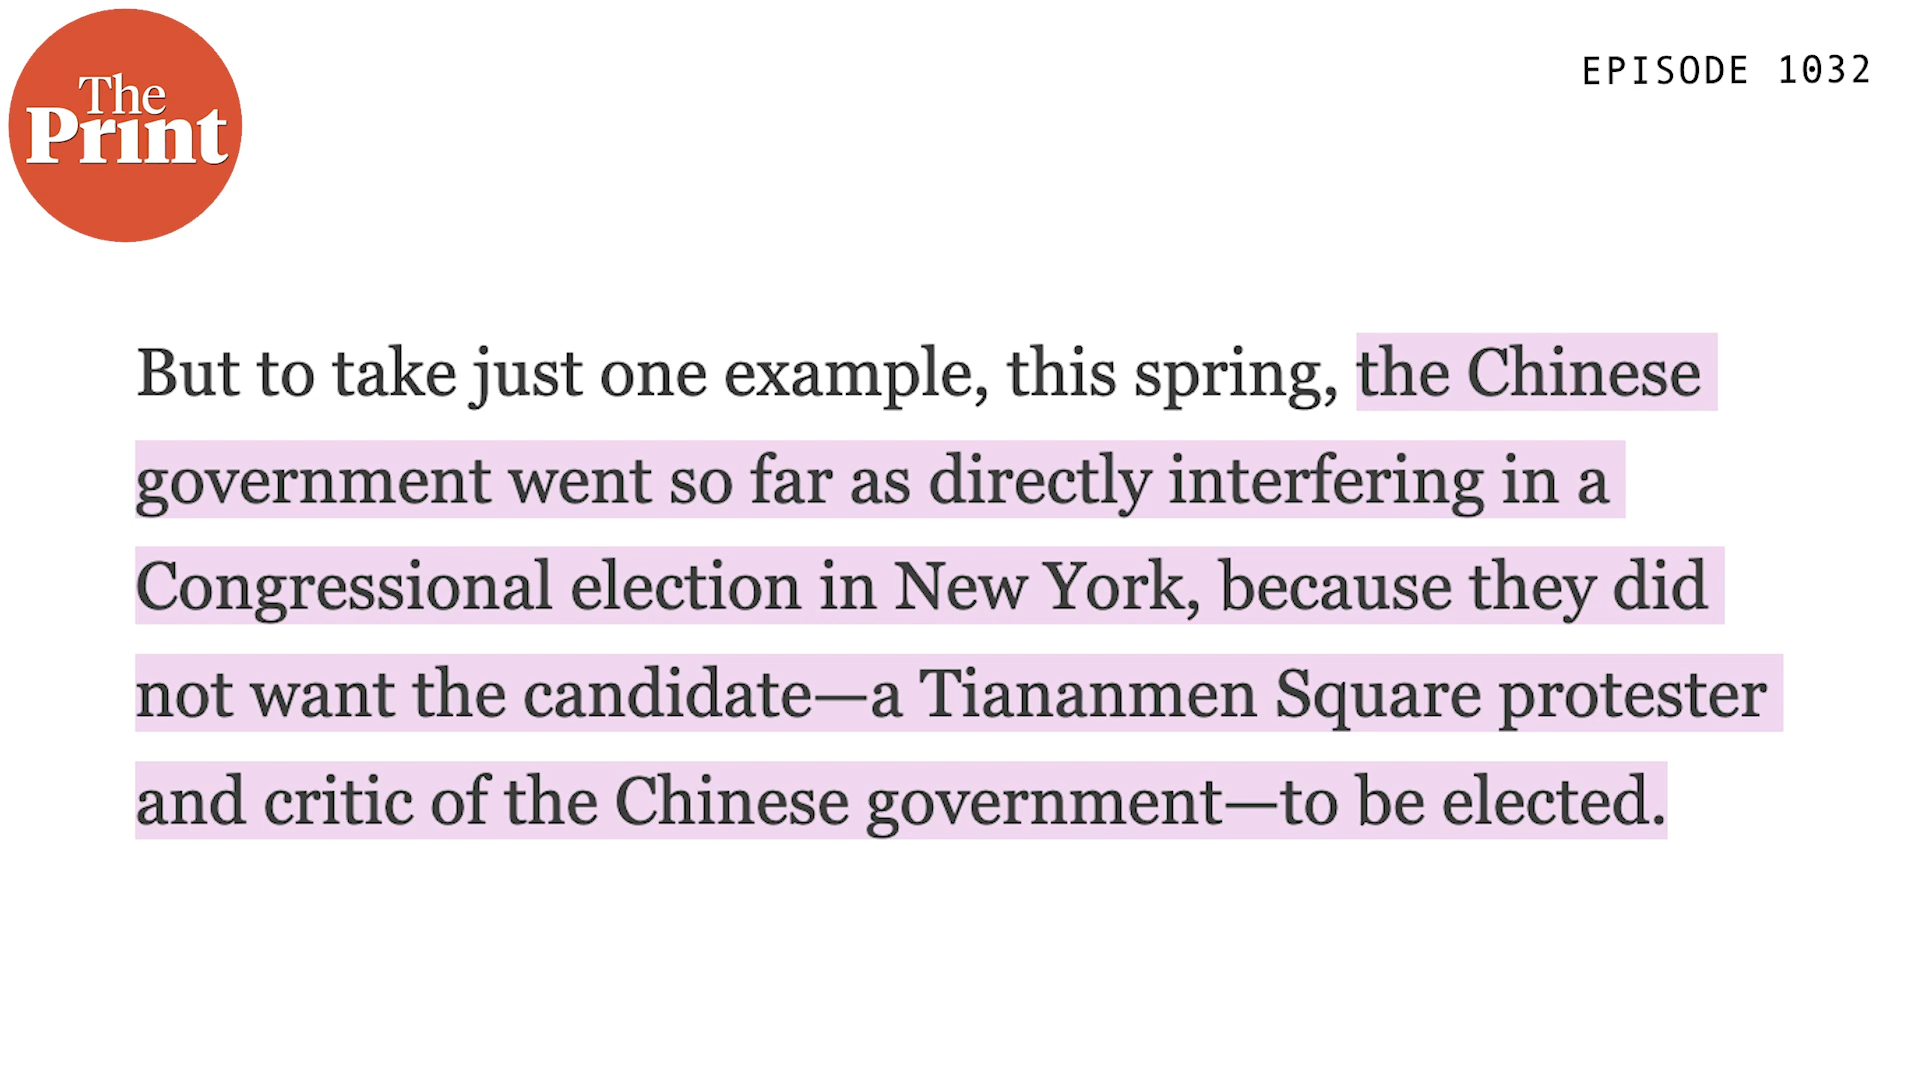 The
Print
EPISODE 1032
But to take just one example, this spring, the Chinese
government went so far as directly interfering in a
Congressional election in New York, because they did
not want the candidate—a Tiananmen Square protester
and critic of the Chinese government—to be elected.